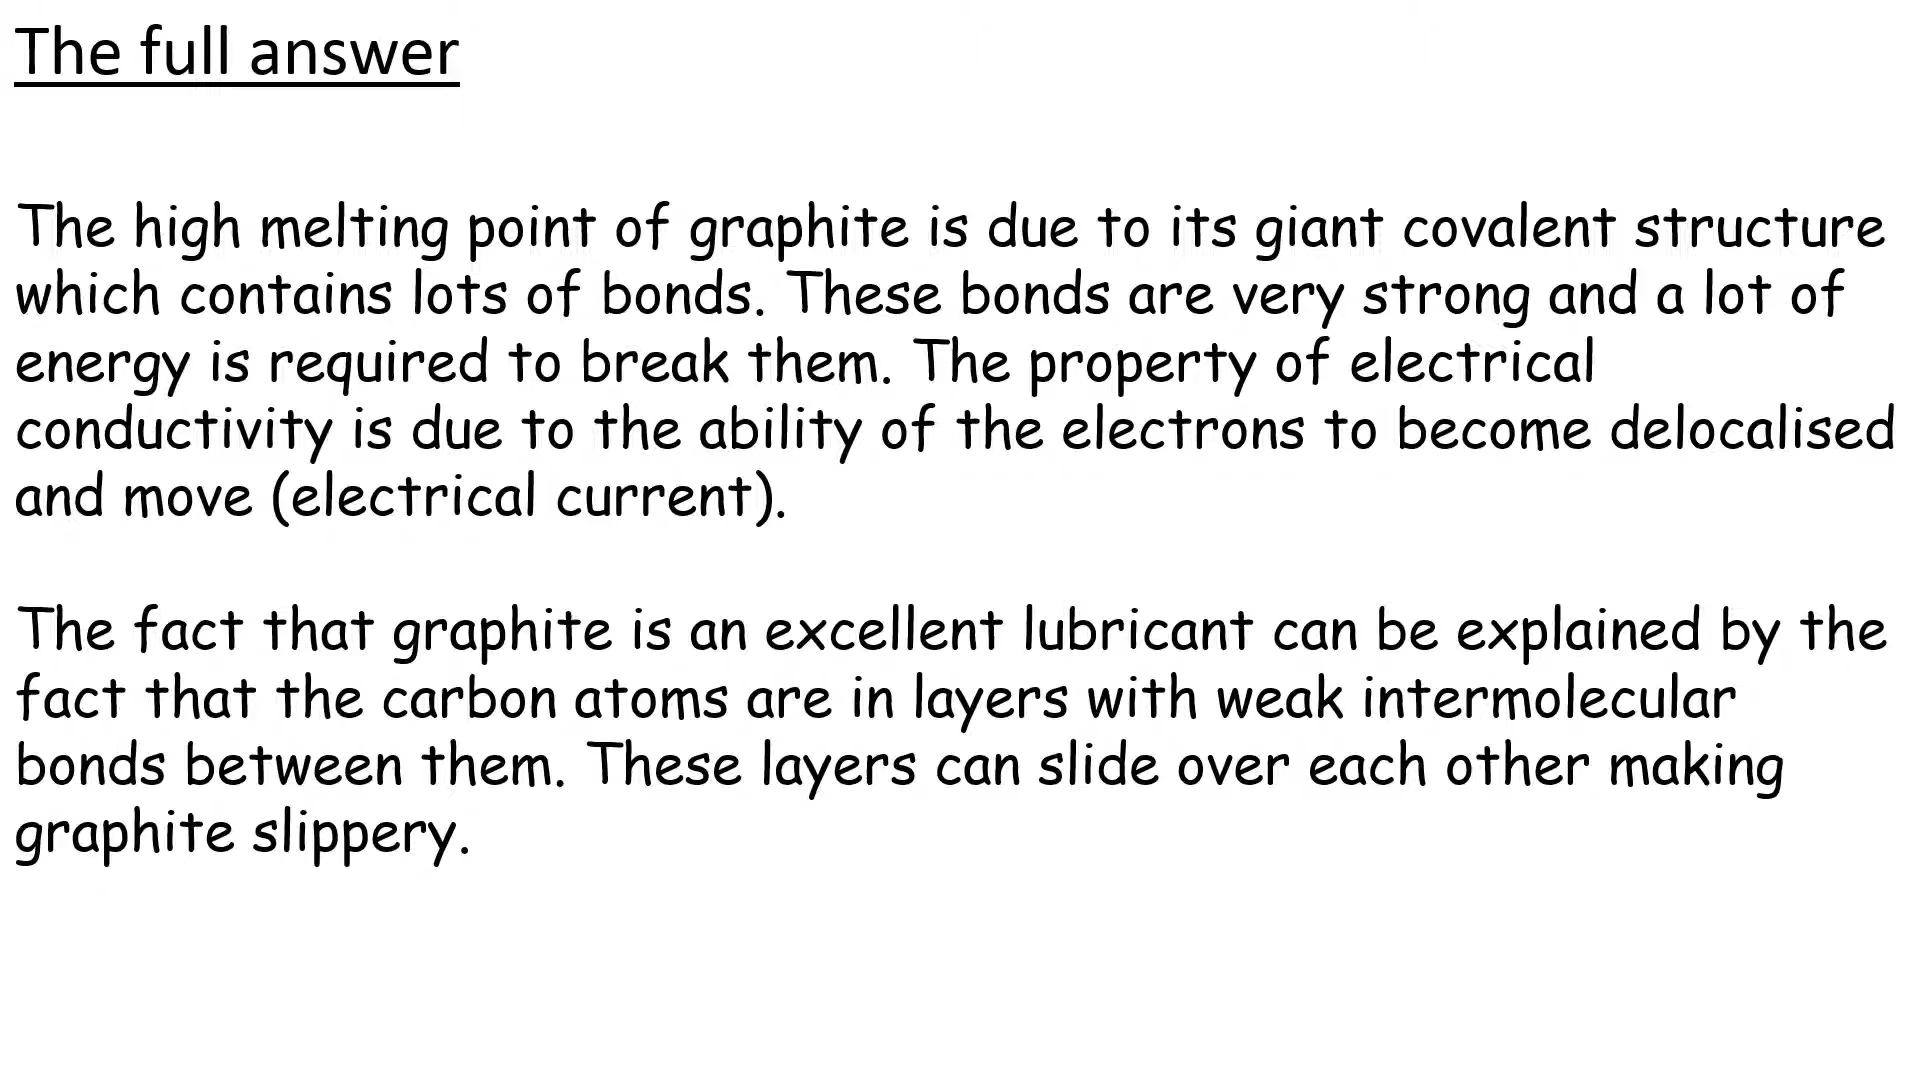 The full answer
The high melting point of graphite is due to its giant covalent structure
which contains lots of bonds. These bonds are very strong and a lot of
energy is required to break them. The property of electrical
conductivity is due to the ability of the electrons to become delocalised
and move (electrical current).
The fact that graphite is an excellent lubricant can be explained by the
fact that the carbon atoms are in layers with weak intermolecular
bonds between them. These layers can slide over each other making
graphite slippery.